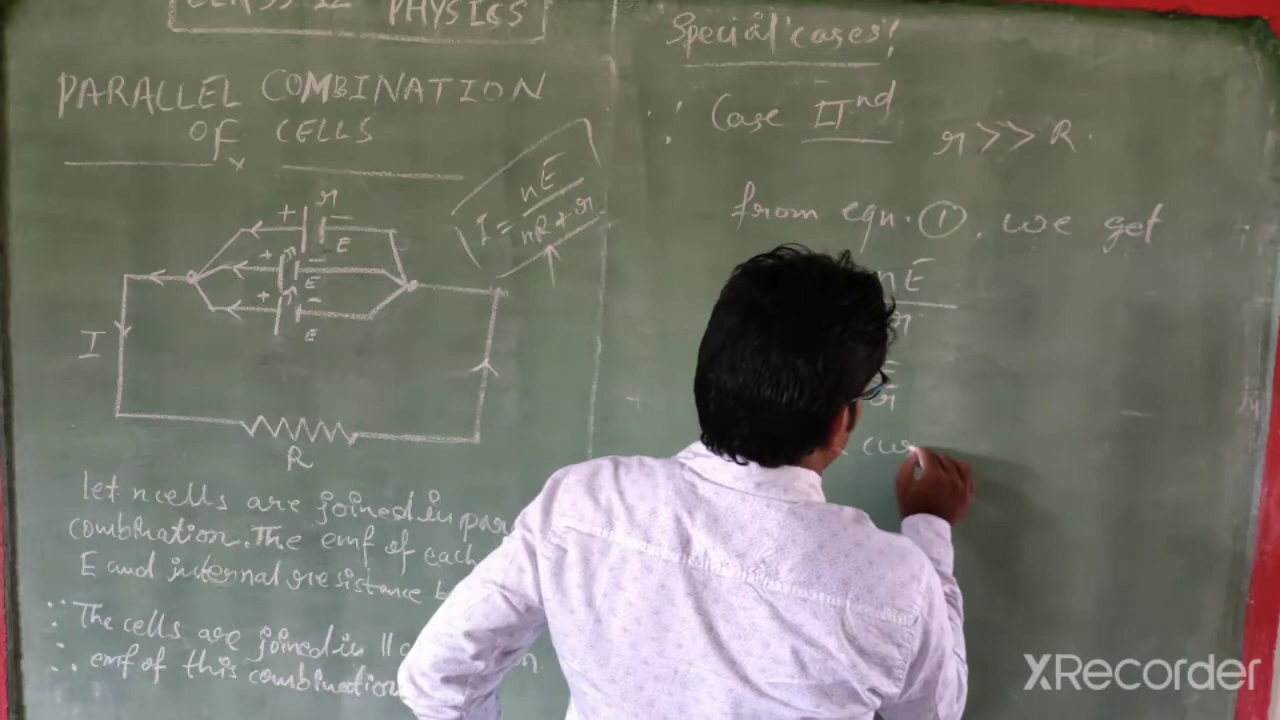 CLASS 12 PHYSICS
PARALLEL COMBINATION
OF CELLS
x
I = nE / nR + r
+ r −
E
+ r −
E
+ r −
E
I
R
let n cells are joined in
combination. The emf of each
E and internal resistance
∵ The cells are joined in ||
∴ emf of this combination
Special cases!
Case IInd r >> R.
from eqn. ①, we get
nE
r
E
r
XRecorder